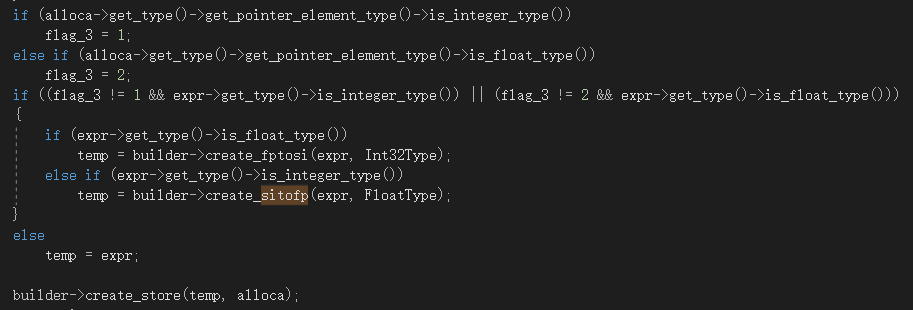 if (alloca->get_type()->get_pointer_element_type()->is_integer_type())
    flag_3 = 1;
else if (alloca->get_type()->get_pointer_element_type()->is_float_type())
    flag_3 = 2;
if ((flag_3 != 1 && expr->get_type()->is_integer_type()) || (flag_3 != 2 && expr->get_type()->is_float_type()))
{
    if (expr->get_type()->is_float_type())
        temp = builder->create_fptosi(expr, Int32Type);
    else if (expr->get_type()->is_integer_type())
        temp = builder->create_sitofp(expr, FloatType);
}
else
    temp = expr;
builder->create_store(temp, alloca);